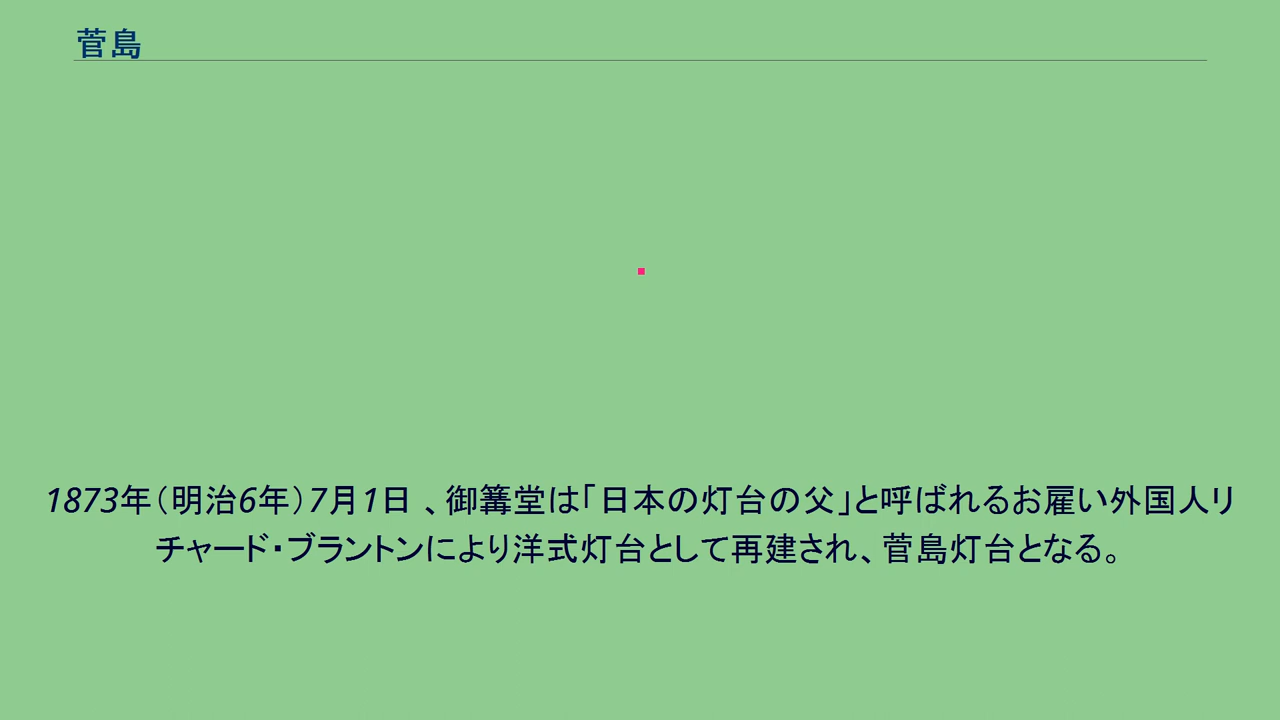 菅島
1873年（明治6年）7月1日 、御篝堂は｢日本の灯台の父｣と呼ばれるお雇い外国人リ
チャード・ブラントンにより洋式灯台として再建され、菅島灯台となる。